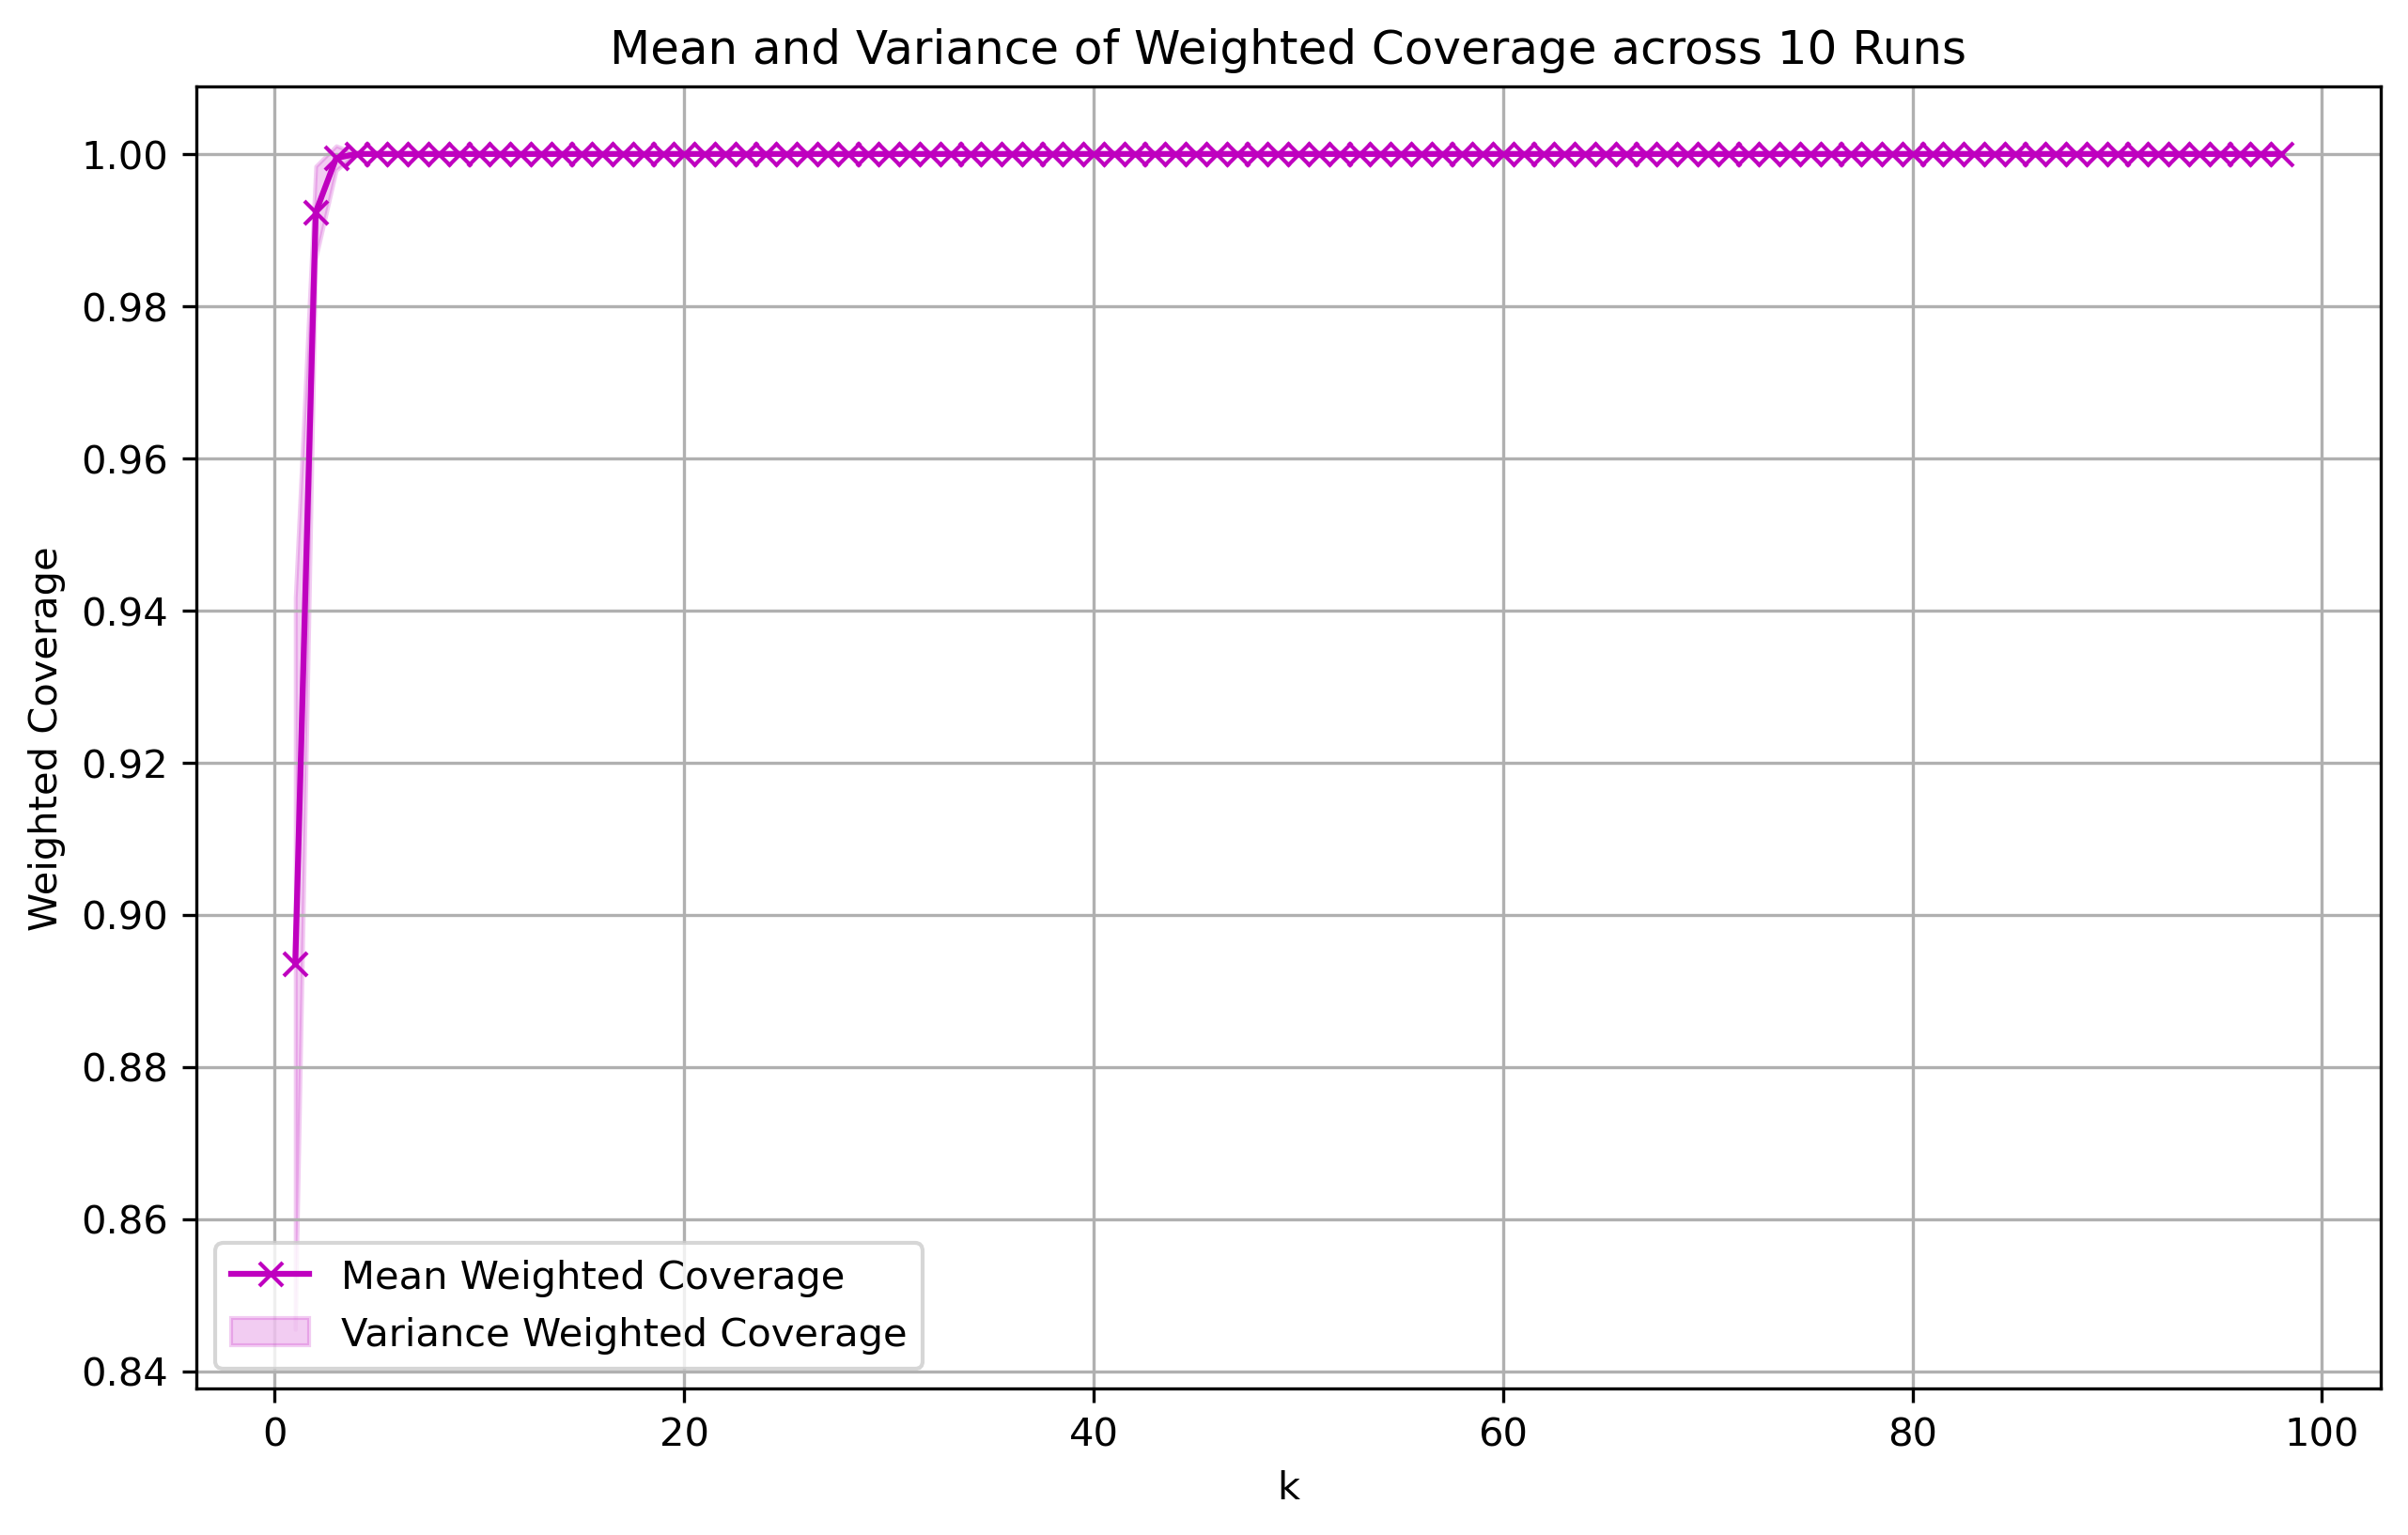 Mean and Variance of Weighted Coverage across 10 Runs
1.00
0.98
0.96
0.94
0.92
0.90
0.88
0.86
0.84
Weighted Coverage
Mean Weighted Coverage
Variance Weighted Coverage
0 20 40 60 80 100
k